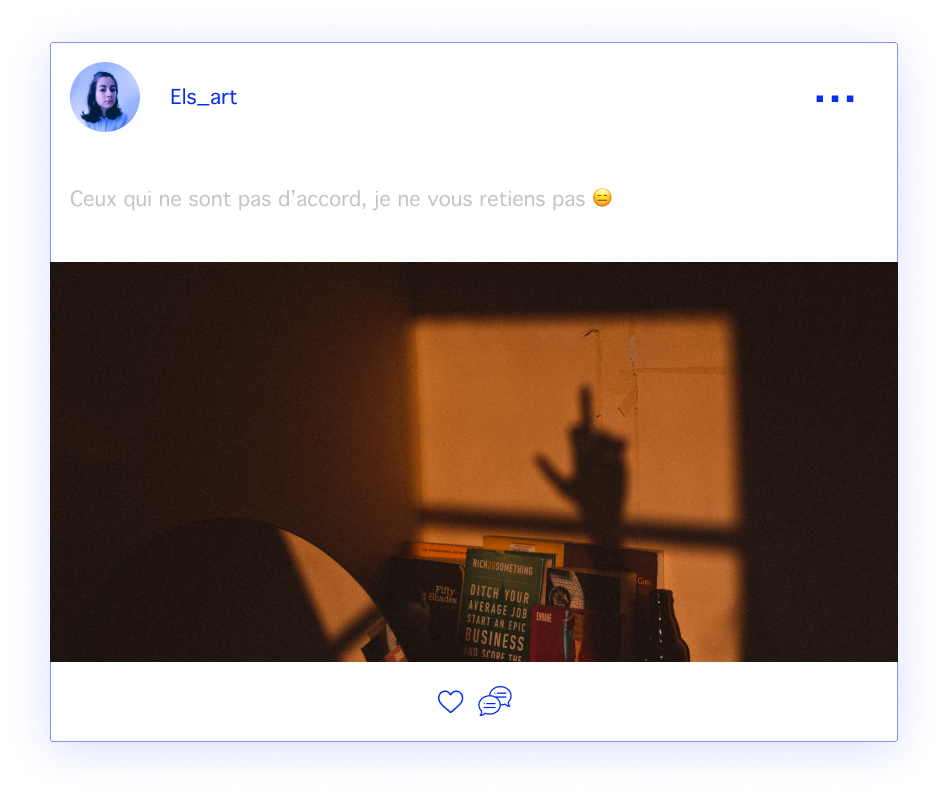 Els_art
...
Ceux qui ne sont pas d’accord, je ne vous retiens pas 😑
Fifty
Shades
RICH20SOMETHING
DITCH YOUR
AVERAGE JOB
START AN EPIC
BUSINESS
AND SCORE THE
ENGAGE